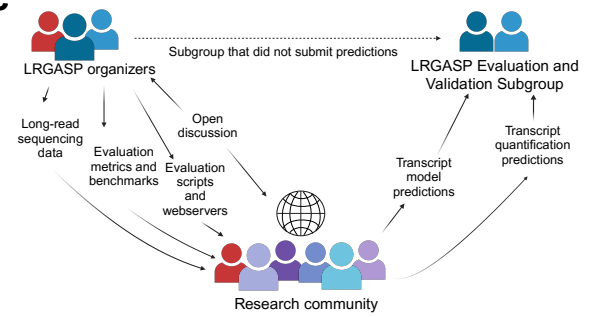 Subgroup that did not submit predictions
LRGASP organizers
LRGASP Evaluation and
Validation Subgroup
Long-read
sequencing
data
Evaluation
metrics and
benchmarks
Evaluation
scripts
and
webservers
Open
discussion
Transcript
model
predictions
Transcript
quantification
predictions
Research community